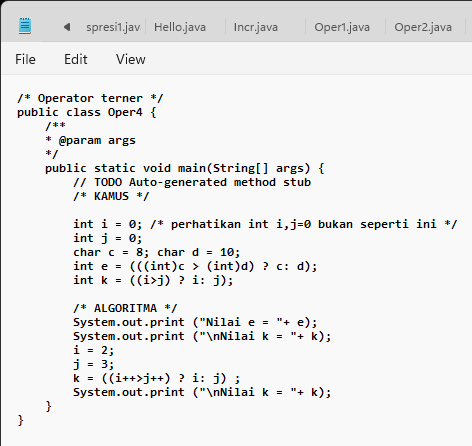 spresi1.jav Hello.java Incr.java Oper1.java Oper2.java
File Edit View
/* Operator terner */
public class Oper4 {
    /**
    * @param args
    */
    public static void main(String[] args) {
        // TODO Auto-generated method stub
        /* KAMUS */

        int i = 0; /* perhatikan int i,j=0 bukan seperti ini */
        int j = 0;
        char c = 8; char d = 10;
        int e = (((int)c > (int)d) ? c: d);
        int k = ((i>j) ? i: j);

        /* ALGORITMA */
        System.out.print ("Nilai e = "+ e);
        System.out.print ("\nNilai k = "+ k);
        i = 2;
        j = 3;
        k = ((i++>j++) ? i: j) ;
        System.out.print ("\nNilai k = "+ k);
    }
}